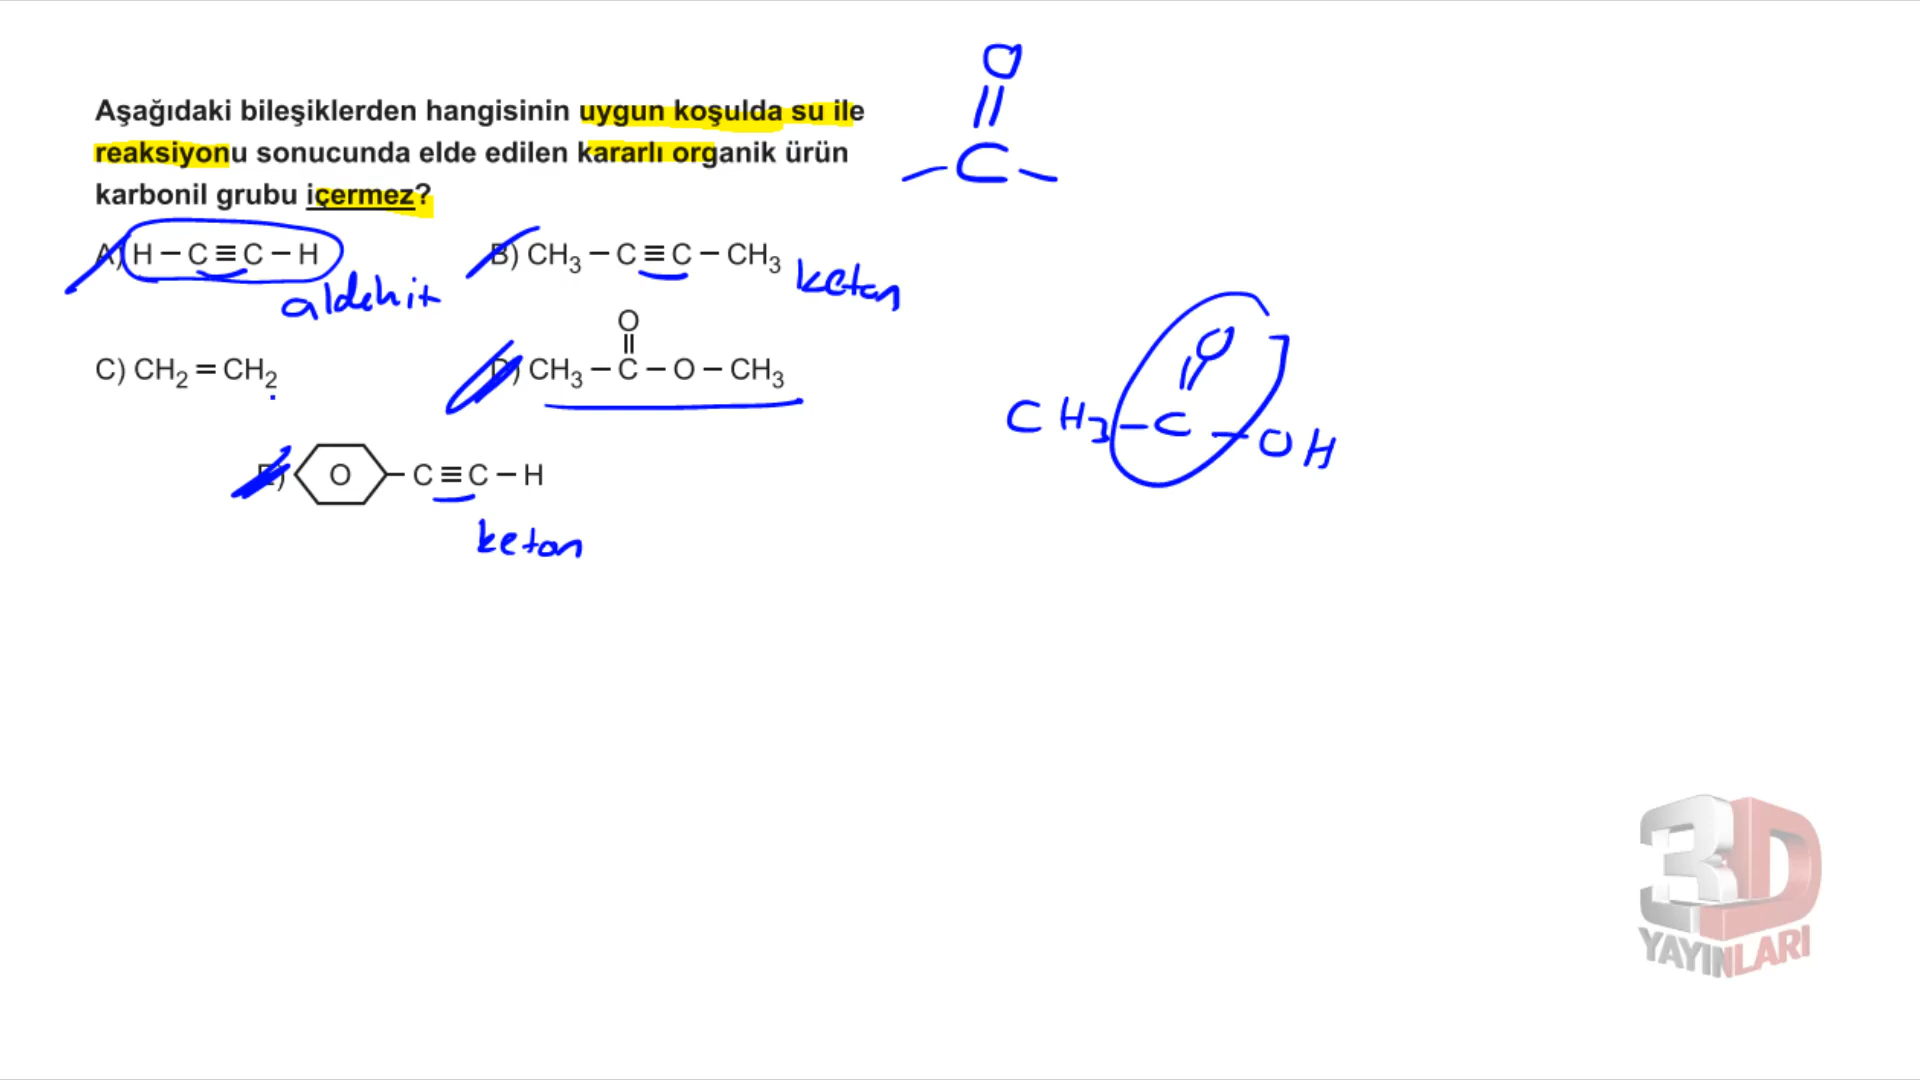 Aşağıdaki bileşiklerden hangisinin uygun koşulda su ile
reaksiyonu sonucunda elde edilen kararlı organik ürün
karbonil grubu içermez?
O
||
– C –
A) H – C ≡ C – H
aldehit
B) CH₃ – C ≡ C – CH₃
keton
C) CH₂ = CH₂
O
||
D) CH₃ – C – O – CH₃
O
||
CH₃ – C – OH
E) O – C ≡ C – H
keton
3D
YAYINLARI